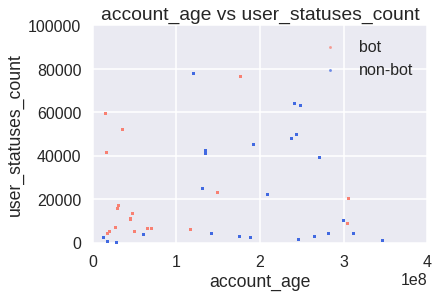 account_age vs user_statuses_count
100000
80000
60000
40000
20000
0
user_statuses_count
bot
non-bot
0 1 2 3 4
1e8
account_age